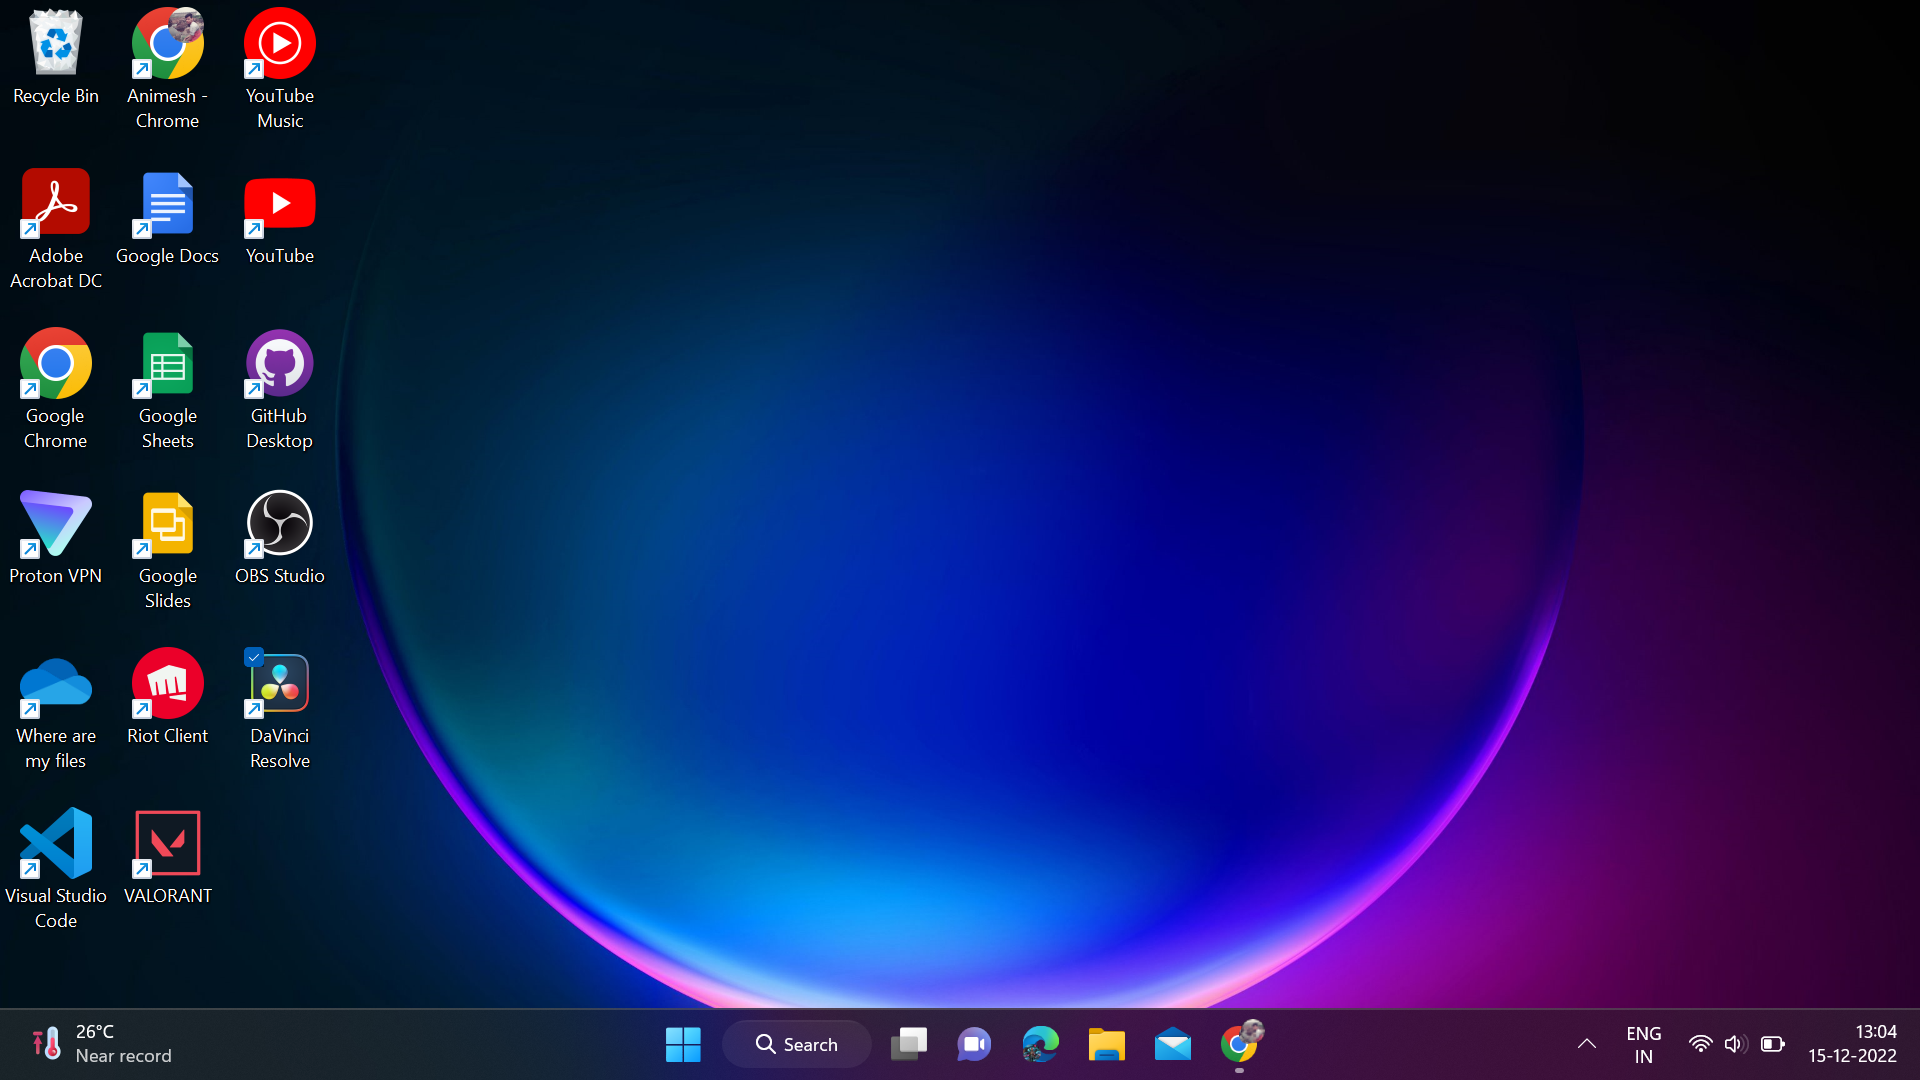 Recycle Bin
Animesh -
Chrome
YouTube
Music
Adobe
Acrobat DC
Google Docs
YouTube
Google
Chrome
Google
Sheets
GitHub
Desktop
Proton VPN
Google
Slides
OBS Studio
Where are
my files
Riot Client
DaVinci
Resolve
Visual Studio
Code
VALORANT
26°C
Near record
Search
ENG
IN
13:04
15-12-2022